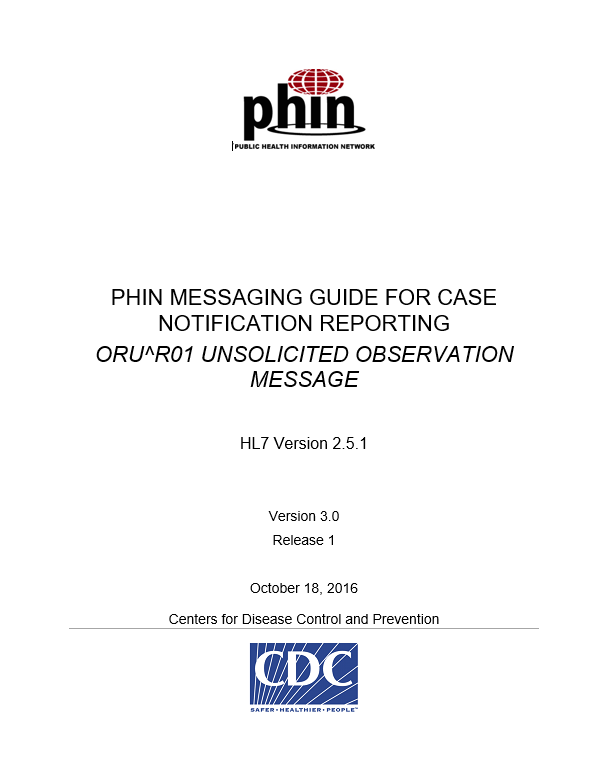 phin
PUBLIC HEALTH INFORMATION NETWORK
PHIN MESSAGING GUIDE FOR CASE
NOTIFICATION REPORTING
ORU^R01 UNSOLICITED OBSERVATION
MESSAGE
HL7 Version 2.5.1
Version 3.0
Release 1
October 18, 2016
Centers for Disease Control and Prevention
CDC
SAFER•HEALTHIER•PEOPLE™